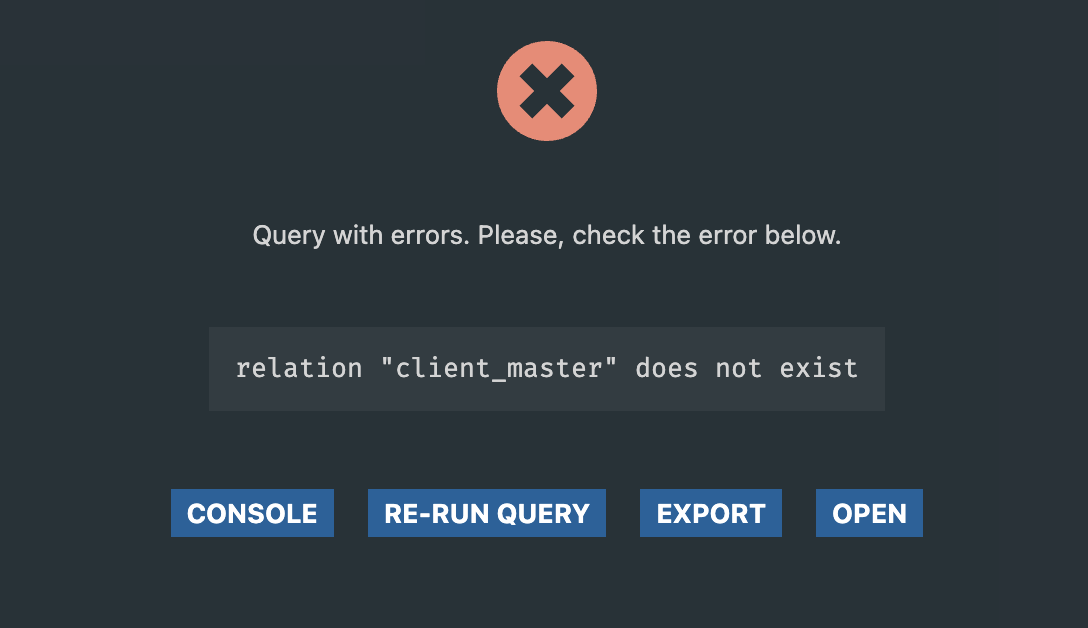 Query with errors. Please, check the error below.
relation "client_master" does not exist
CONSOLE
RE-RUN QUERY
EXPORT
OPEN